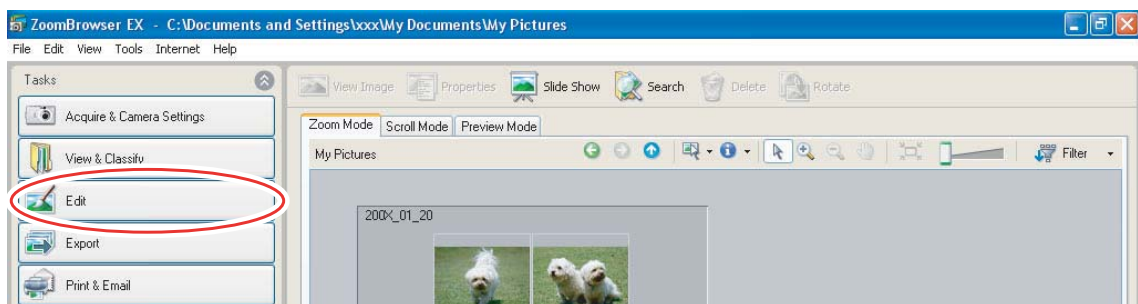 ZoomBrowser EX - C:\Documents and Settings\xxx\My Documents\My Pictures
File Edit View Tools Internet Help
Tasks
View Image Properties Slide Show Search Delete Rotate
Acquire & Camera Settings
Zoom Mode Scroll Mode Preview Mode
View & Classify
My Pictures
Filter
Edit
200X_01_20
Export
Print & Email